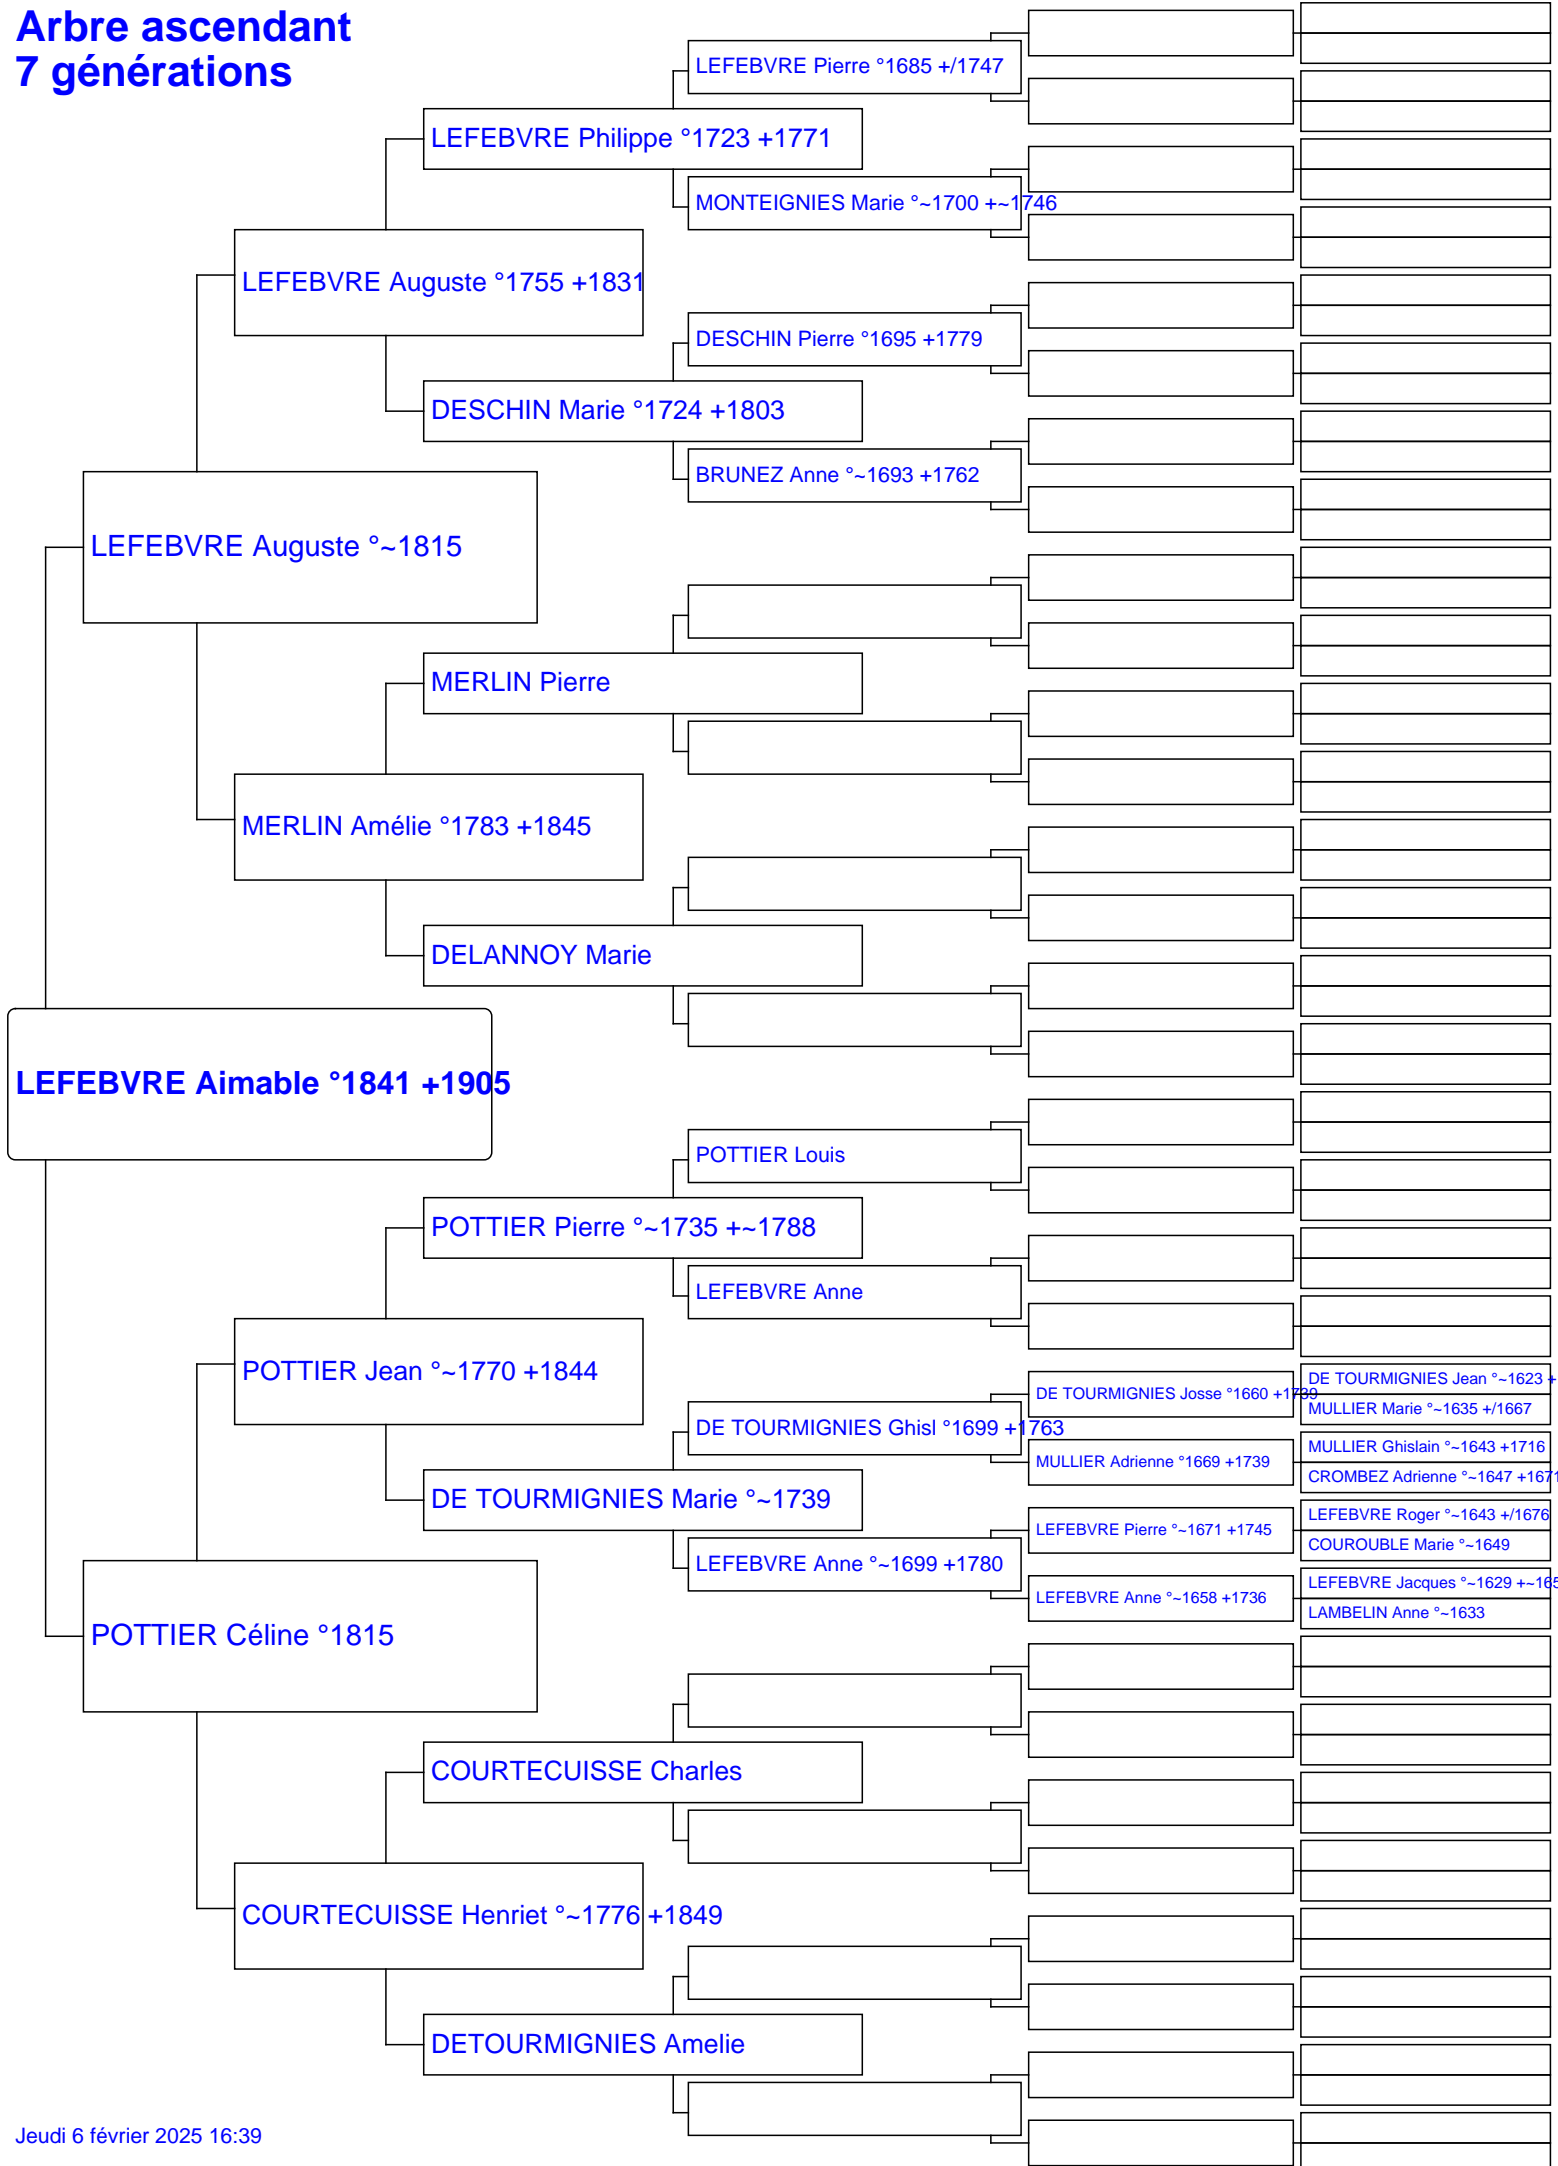 Arbre ascendant
7 générations
LEFEBVRE Pierre °1685 +/1747
LEFEBVRE Philippe °1723 +1771
MONTEIGNIES Marie °~1700 +~1746
LEFEBVRE Auguste °1755 +1831
DESCHIN Pierre °1695 +1779
DESCHIN Marie °1724 +1803
BRUNEZ Anne °~1693 +1762
LEFEBVRE Auguste °~1815
MERLIN Pierre
MERLIN Amélie °1783 +1845
DELANNOY Marie
LEFEBVRE Aimable °1841 +1905
POTTIER Louis
POTTIER Pierre °~1735 +~1788
LEFEBVRE Anne
POTTIER Jean °~1770 +1844
DE TOURMIGNIES Jean °~1623 +
DE TOURMIGNIES Josse °1660 +1739
MULLIER Marie °~1635 +/1667
DE TOURMIGNIES Ghisl °1699 +1763
MULLIER Ghislain °~1643 +1716
MULLIER Adrienne °1669 +1739
CROMBEZ Adrienne °~1647 +1671
DE TOURMIGNIES Marie °~1739
LEFEBVRE Roger °~1643 +/1676
LEFEBVRE Pierre °~1671 +1745
COUROUBLE Marie °~1649
LEFEBVRE Anne °~1699 +1780
LEFEBVRE Jacques °~1629 +~165
LEFEBVRE Anne °~1658 +1736
LAMBELIN Anne °~1633
POTTIER Céline °1815
COURTECUISSE Charles
COURTECUISSE Henriet °~1776 +1849
DETOURMIGNIES Amelie
Jeudi 6 février 2025 16:39